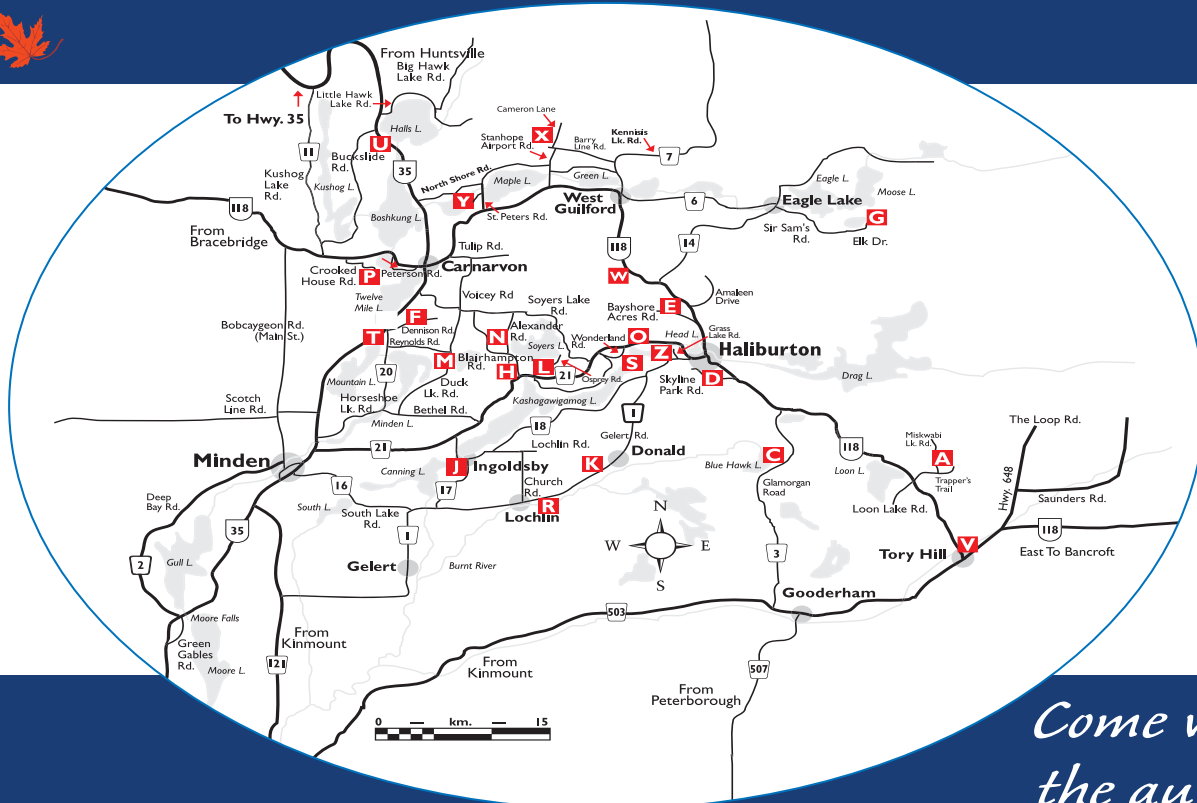 From Huntsville
Big Hawk
Lake Rd.
Little Hawk
Lake Rd.
To Hwy. 35
Halls L.
U
11
Buckslide
Rd.
35
Kushog
Lake
Rd.
Kushog L.
Boshkung L.
Cameron Lane
X
Stanhope
Airport Rd.
Barry
Line Rd.
Kennisis
Lk. Rd.
7
North Shore Rd.
Maple L.
Green L.
Y
St. Peters Rd.
West
Guilford
6
Eagle L.
Moose L.
Eagle Lake
G
Sir Sam's
Rd.
Elk Dr.
118
From
Bracebridge
118
14
Tulip Rd.
Carnarvon
Crooked
House Rd.
P
Peterson Rd.
Twelve
Mile L.
W
Amaleen
Drive
Voicey Rd
Soyers Lake
Rd.
Bayshore
Acres Rd.
E
Bobcaygeon Rd.
(Main St.)
F
Dennison Rd.
T
Reynolds Rd.
N
Alexander
Rd.
Soyers L.
Wonderland
Rd.
O
Head L.
Grass
Lake Rd.
S
Z
Haliburton
M
Blairhampton
Rd.
H
L
21
Osprey Rd.
Skyline
Park Rd.
D
Drag L.
20
Mountain L.
Duck
Lk. Rd.
Horseshoe
Lk. Rd.
Bethel Rd.
Kashagawigamog L.
Scotch
Line Rd.
Minden L.
18
1
Gelert Rd.
The Loop Rd.
21
Lochlin Rd.
Donald
118
Miskwabi
Lk. Rd.
A
Minden
Canning L.
J
Ingoldsby
K
Blue Hawk L.
C
Loon L.
Trapper's
Trail
Hwy. 648
16
17
Church
Rd.
Glamorgan
Road
Saunders Rd.
Deep
Bay Rd.
South L.
South Lake
Rd.
R
Lochlin
Loon Lake Rd.
35
1
N
W
E
S
118
East To Bancroft
2
Gull L.
Gelert
Burnt River
3
Tory Hill
V
Gooderham
503
Moore Falls
Green
Gables
Rd.
Moore L.
From
Kinmount
121
From
Kinmount
507
From
Peterborough
0 — km. — 15
Come